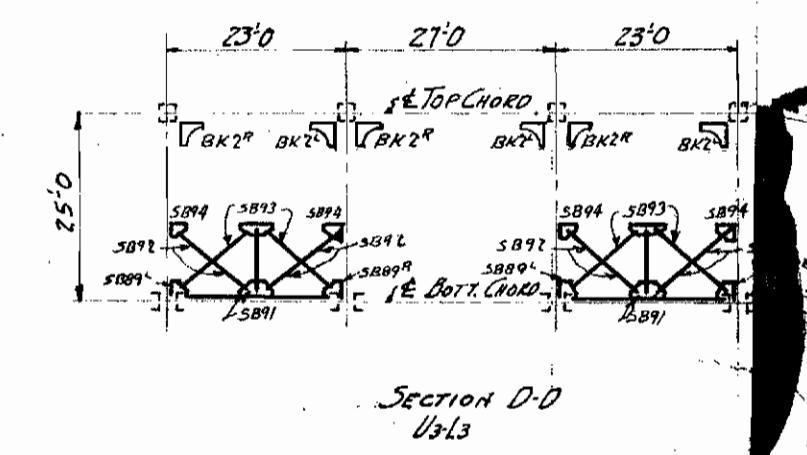 23'-0 27'-0 23'-0
℄ TOP CHORD
BK2R BK2L BK2R BK2L BK2R BK2L
25'-0
SB94 SB93 SB94 SB94 SB93 SB94
SB92 SB92 SB92
SB89L SB89R SB89L
℄ BOTT. CHORD
SB91 SB91
SECTION D-D
U3-L3